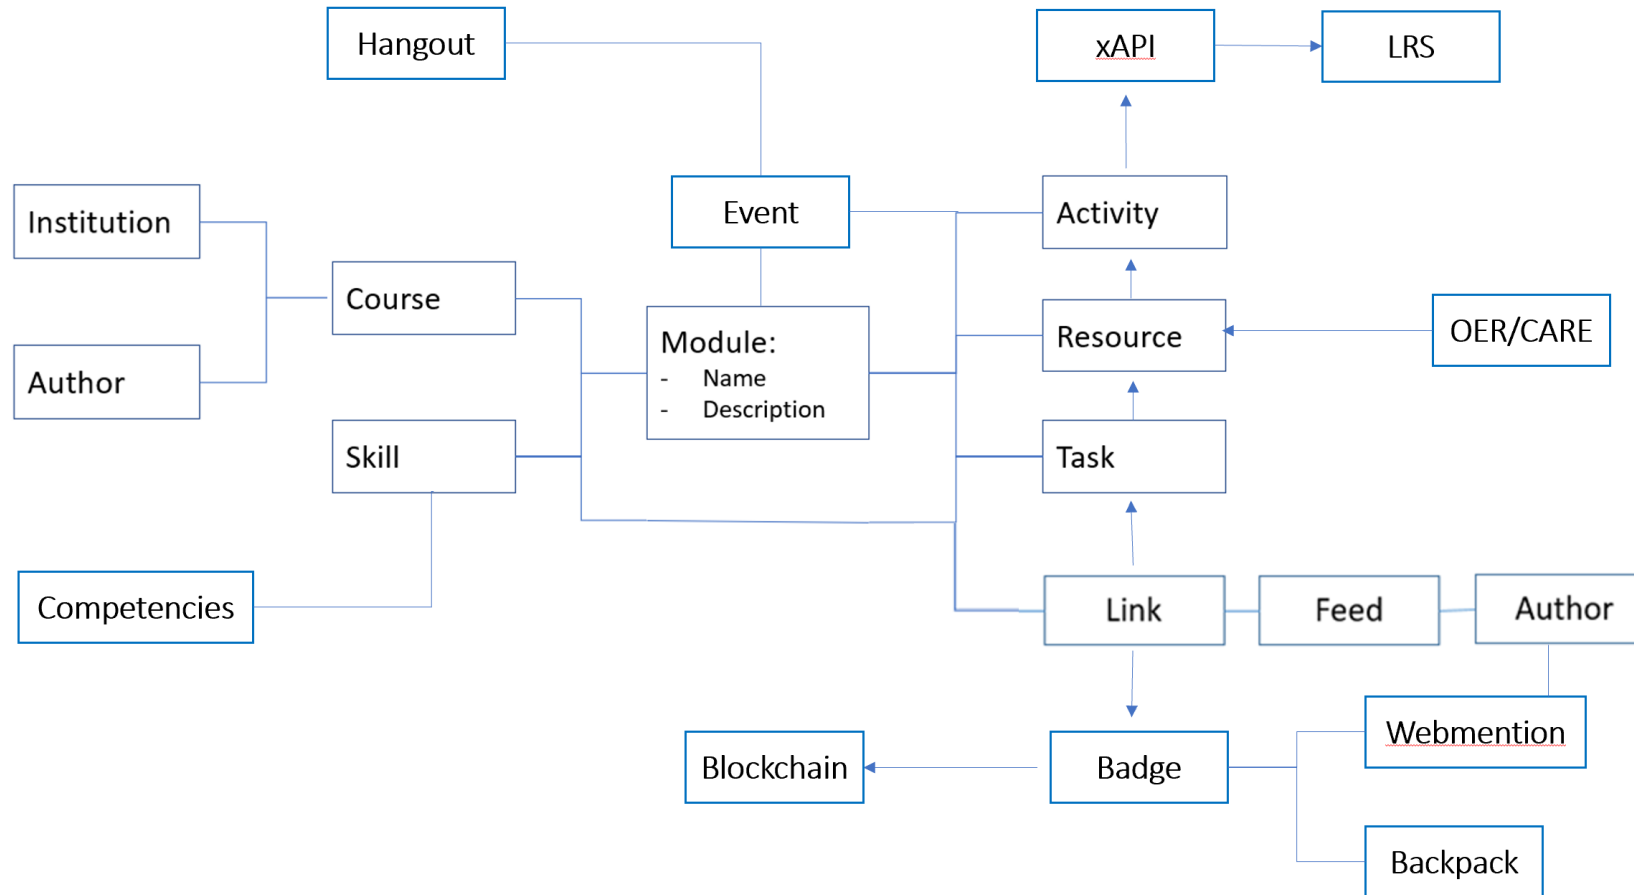 Hangout
xAPI
LRS
Institution
Event
Activity
Course
Module:
- Name
- Description
Resource
OER/CARE
Author
Skill
Task
Competencies
Link
Feed
Author
Blockchain
Badge
Webmention
Backpack